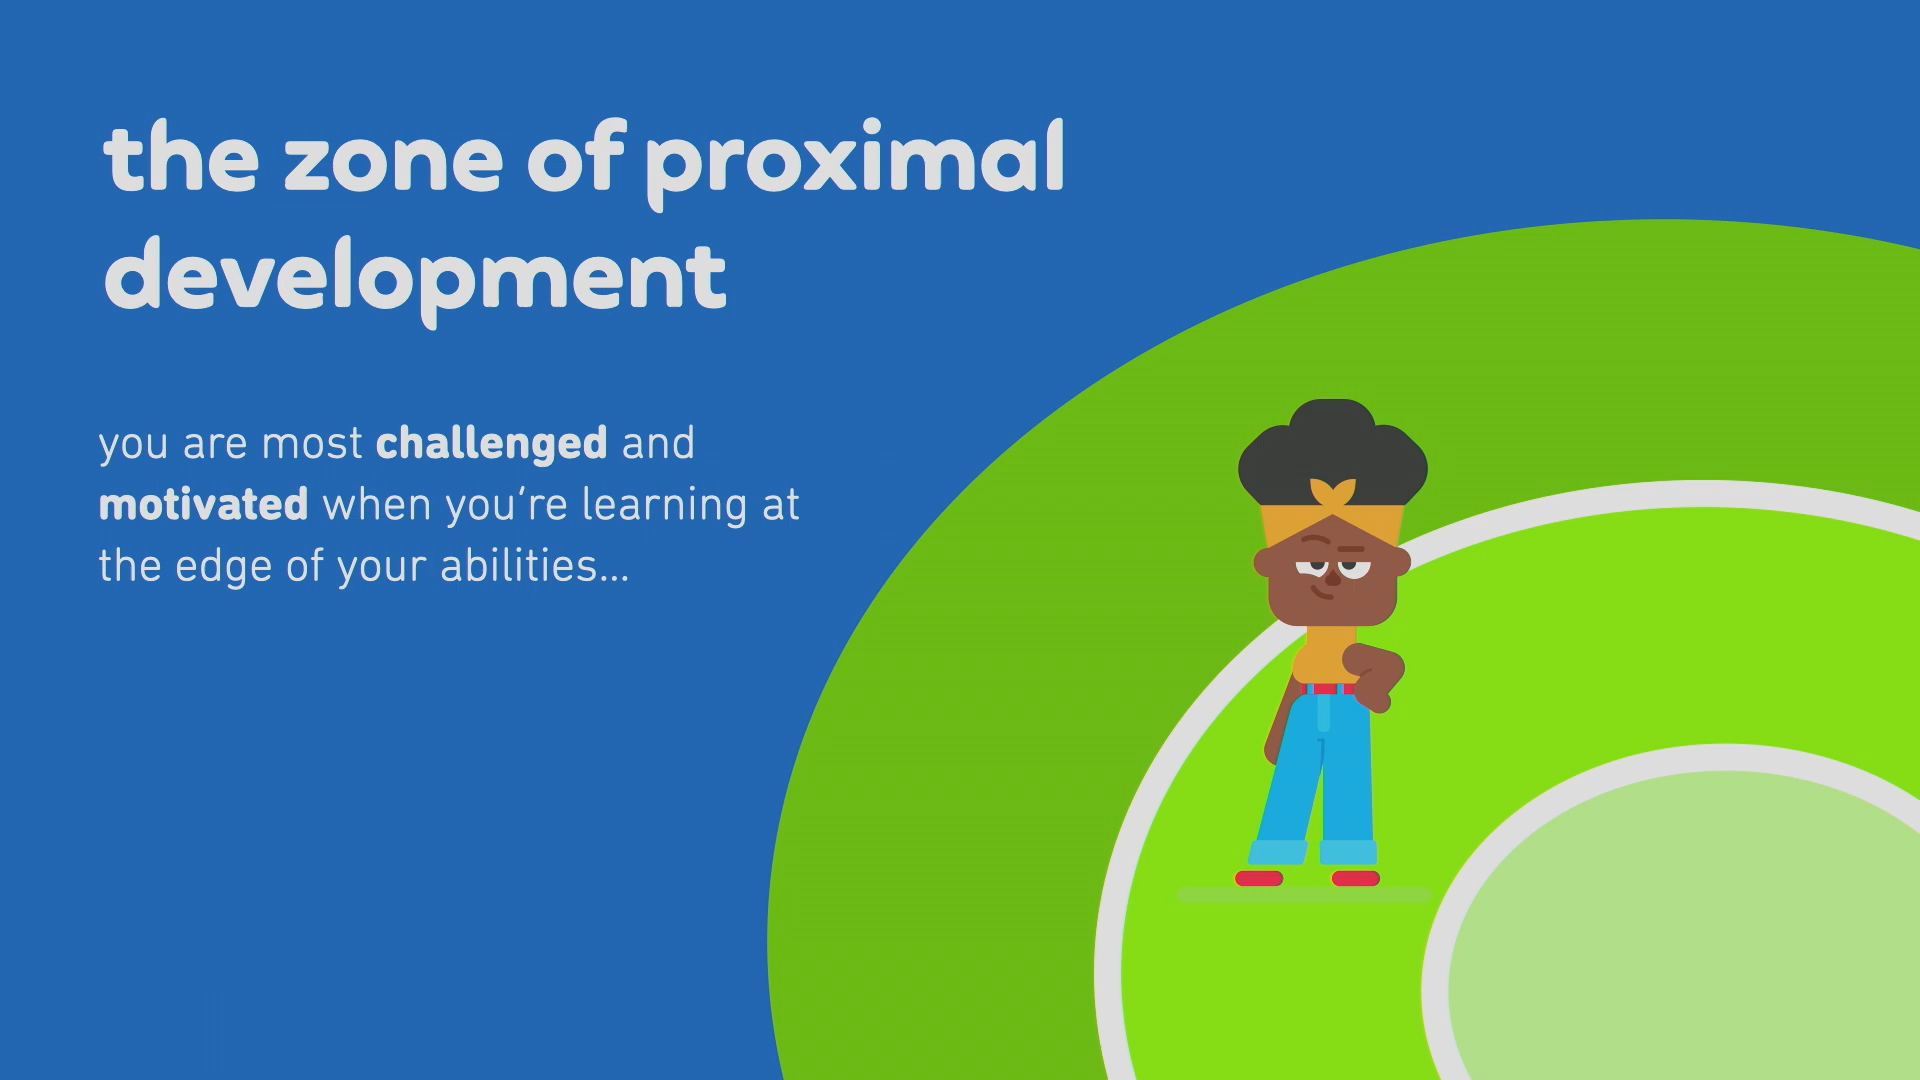 the zone of proximal
development
you are most challenged and
motivated when you’re learning at
the edge of your abilities...